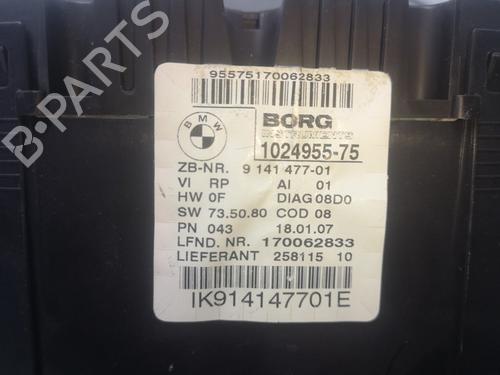 95575170062833
BMW
BORG
INSTRUMENTS
1024955-75
ZB-NR. 9 141 477-01
VI RP AI 01
HW 0F DIAG 08D0
SW 73.50.80 COD 08
PN 043 18.01.07
LFND. NR. 170062833
LIEFERANT 258115 10
IK914147701E
B-PARTS